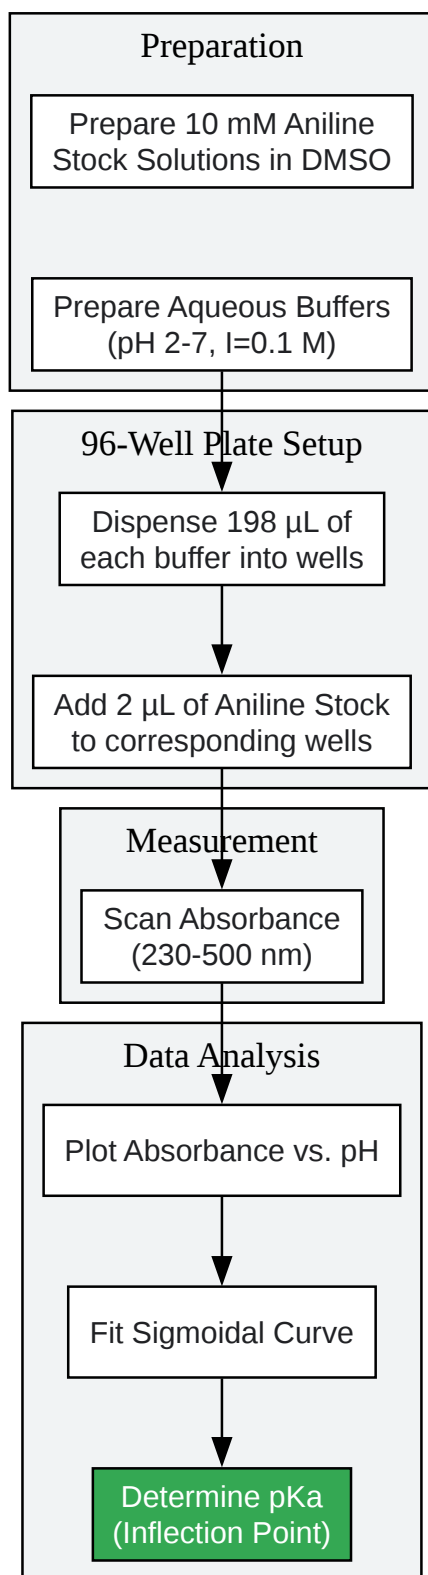 Preparation
Prepare 10 mM Aniline
Stock Solutions in DMSO
Prepare Aqueous Buffers
(pH 2-7, I=0.1 M)
96-Well Plate Setup
Dispense 198 µL of
each buffer into wells
Add 2 µL of Aniline Stock
to corresponding wells
Measurement
Scan Absorbance
(230-500 nm)
Data Analysis
Plot Absorbance vs. pH
Fit Sigmoidal Curve
Determine pKa
(Inflection Point)